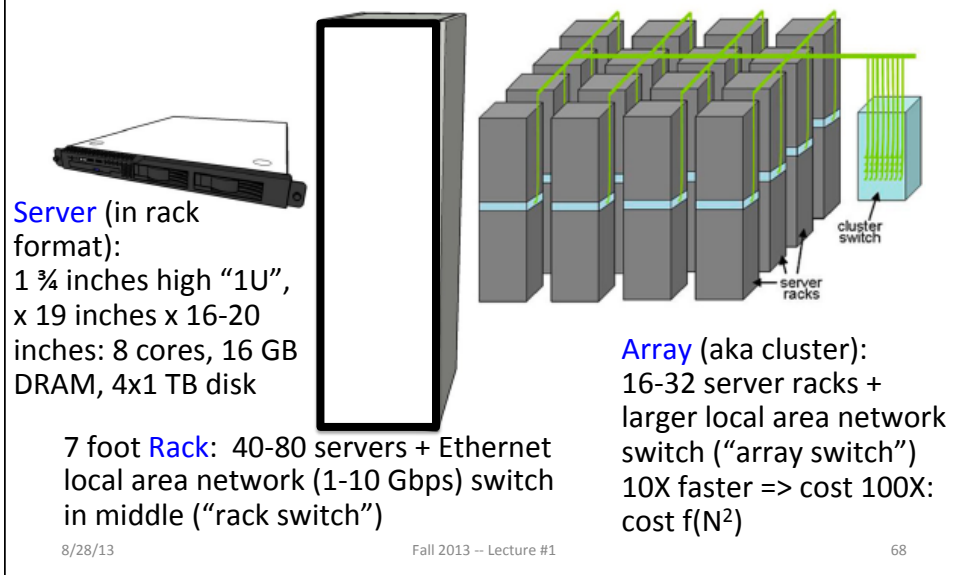 Server (in rack
format):
1 ¾ inches high “1U”,
x 19 inches x 16-20
inches: 8 cores, 16 GB
DRAM, 4x1 TB disk
7 foot Rack:  40-80 servers + Ethernet
local area network (1-10 Gbps) switch
in middle (“rack switch”)
cluster
switch
server
racks
Array (aka cluster):
16-32 server racks +
larger local area network
switch (“array switch”)
10X faster => cost 100X:
cost f(N²)
8/28/13
Fall 2013 -- Lecture #1
68